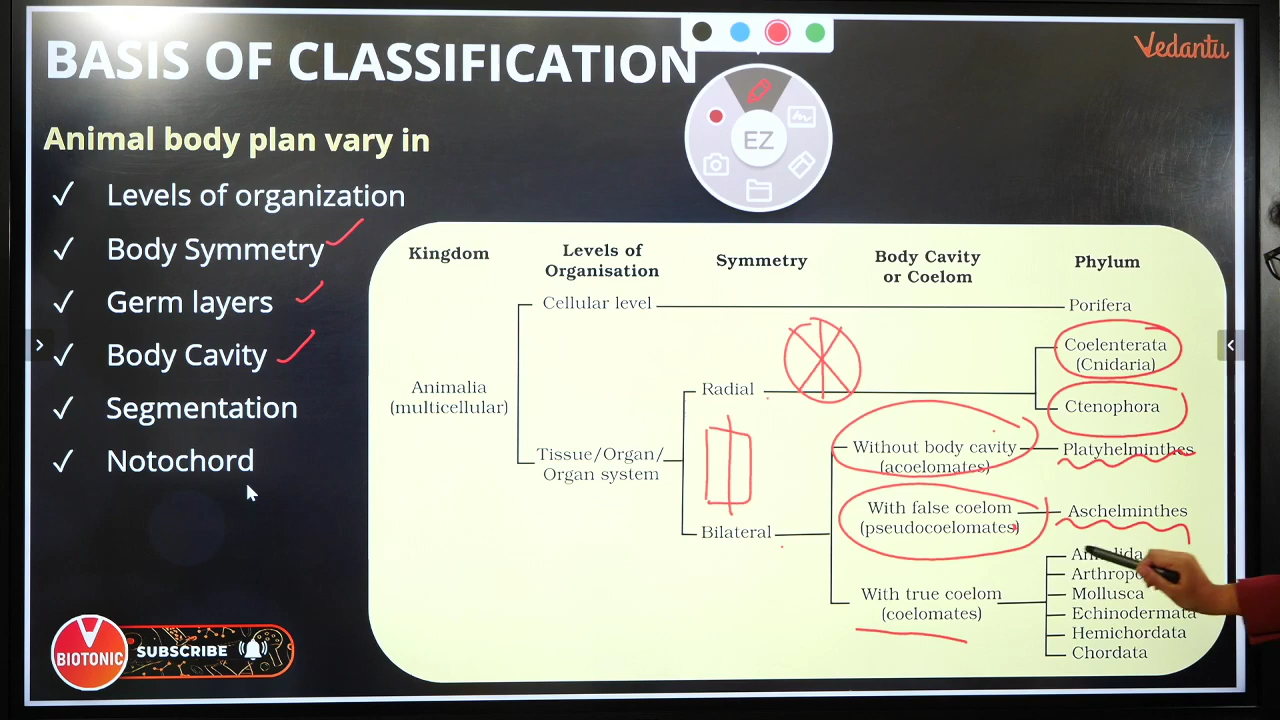 BASIS OF CLASSIFICATION
Vedantu
EZ
Animal body plan vary in
✓ Levels of organization
✓ Body Symmetry
✓ Germ layers
✓ Body Cavity
✓ Segmentation
✓ Notochord
Kingdom
Levels of
Organisation
Symmetry
Body Cavity
or Coelom
Phylum
Cellular level
Porifera
Coelenterata
(Cnidaria)
Animalia
(multicellular)
Radial
Ctenophora
Tissue/Organ/
Organ system
Without body cavity
(acoelomates)
Platyhelminthes
With false coelom
(pseudocoelomates)
Aschelminthes
Bilateral
With true coelom
(coelomates)
Mollusca
Echinodermata
Hemichordata
Chordata
BIOTONIC
SUBSCRIBE